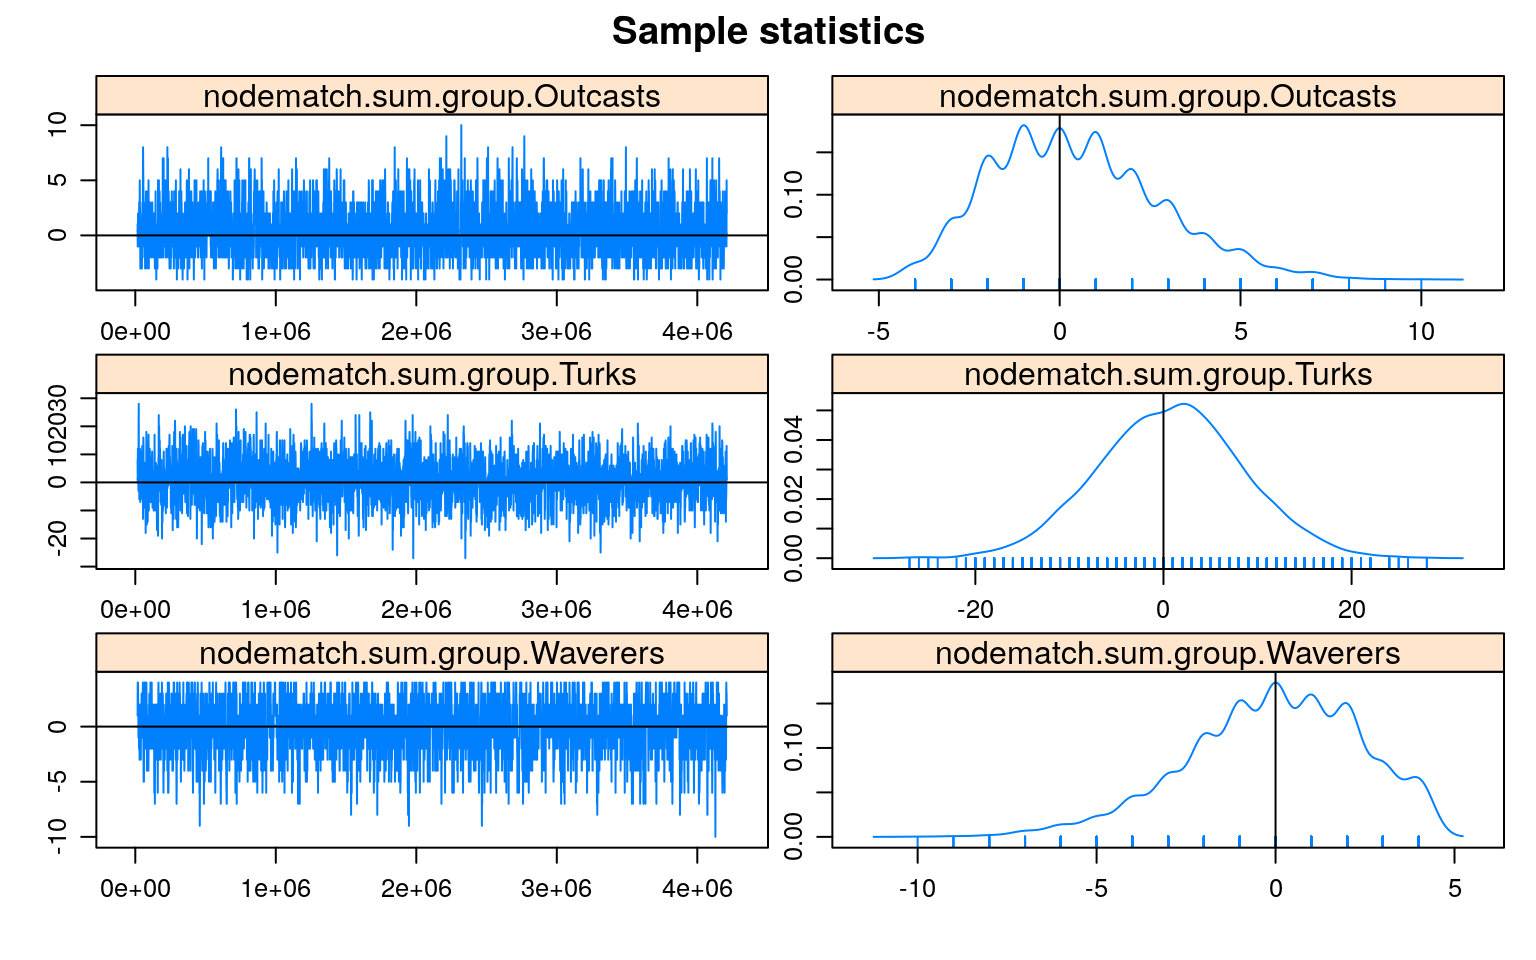 Sample statistics
nodematch.sum.group.Outcasts nodematch.sum.group.Outcasts
10
5
0
0.10
0.00
0e+00 1e+06 2e+06 3e+06 4e+06 -5 0 5 10
nodematch.sum.group.Turks nodematch.sum.group.Turks
30
20
10
0
-20
0.04
0.02
0.00
0e+00 1e+06 2e+06 3e+06 4e+06 -20 0 20
nodematch.sum.group.Waverers nodematch.sum.group.Waverers
0
-5
-10
0.10
0.00
0e+00 1e+06 2e+06 3e+06 4e+06 -10 -5 0 5